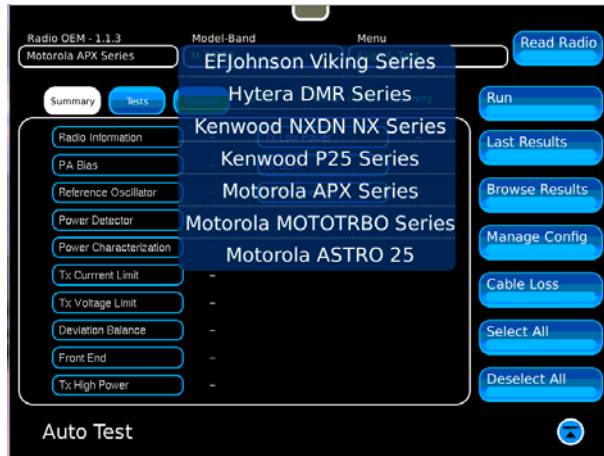 Radio OEM - 1.1.3 Model-Band Menu
Motorola APX Series
Read Radio
EFJohnson Viking Series
Hytera DMR Series
Kenwood NXDN NX Series
Kenwood P25 Series
Motorola APX Series
Motorola MOTOTRBO Series
Motorola ASTRO 25
Summary Tests
Radio Information
PA Bias –
Reference Oscillator
Power Detector
Power Characterization
Tx Currrent Limit –
Tx Voltage Limit –
Deviation Balance –
Front End –
Tx High Power –
Run
Last Results
Browse Results
Manage Config
Cable Loss
Select All
Deselect All
Auto Test